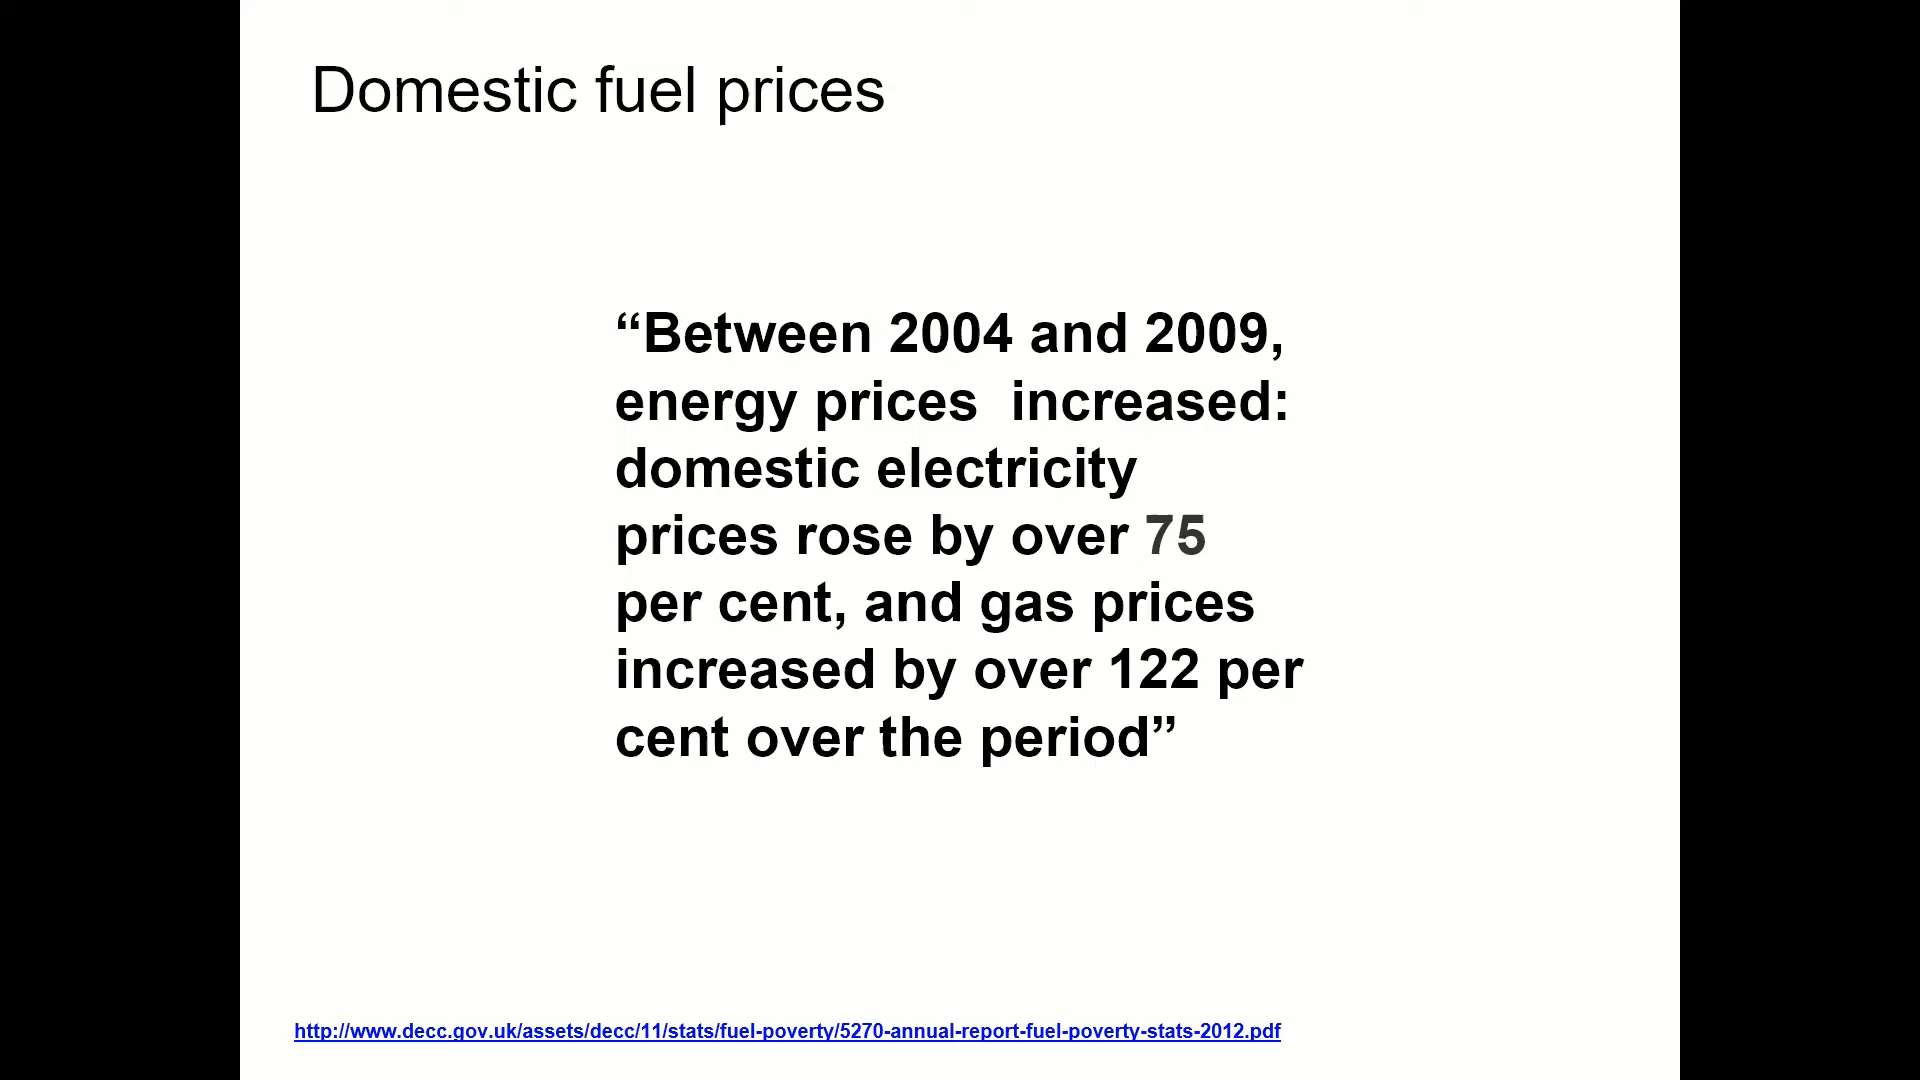 Domestic fuel prices
“Between 2004 and 2009,
energy prices  increased:
domestic electricity
prices rose by over 75
per cent, and gas prices
increased by over 122 per
cent over the period”
http://www.decc.gov.uk/assets/decc/11/stats/fuel-poverty/5270-annual-report-fuel-poverty-stats-2012.pdf